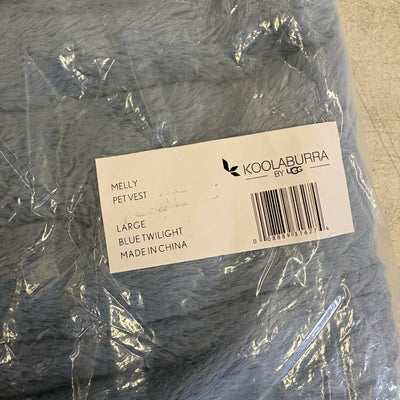 MELLY
PET VEST
LARGE
BLUE TWILIGHT
MADE IN CHINA
KOOLABURRA
BY UGG